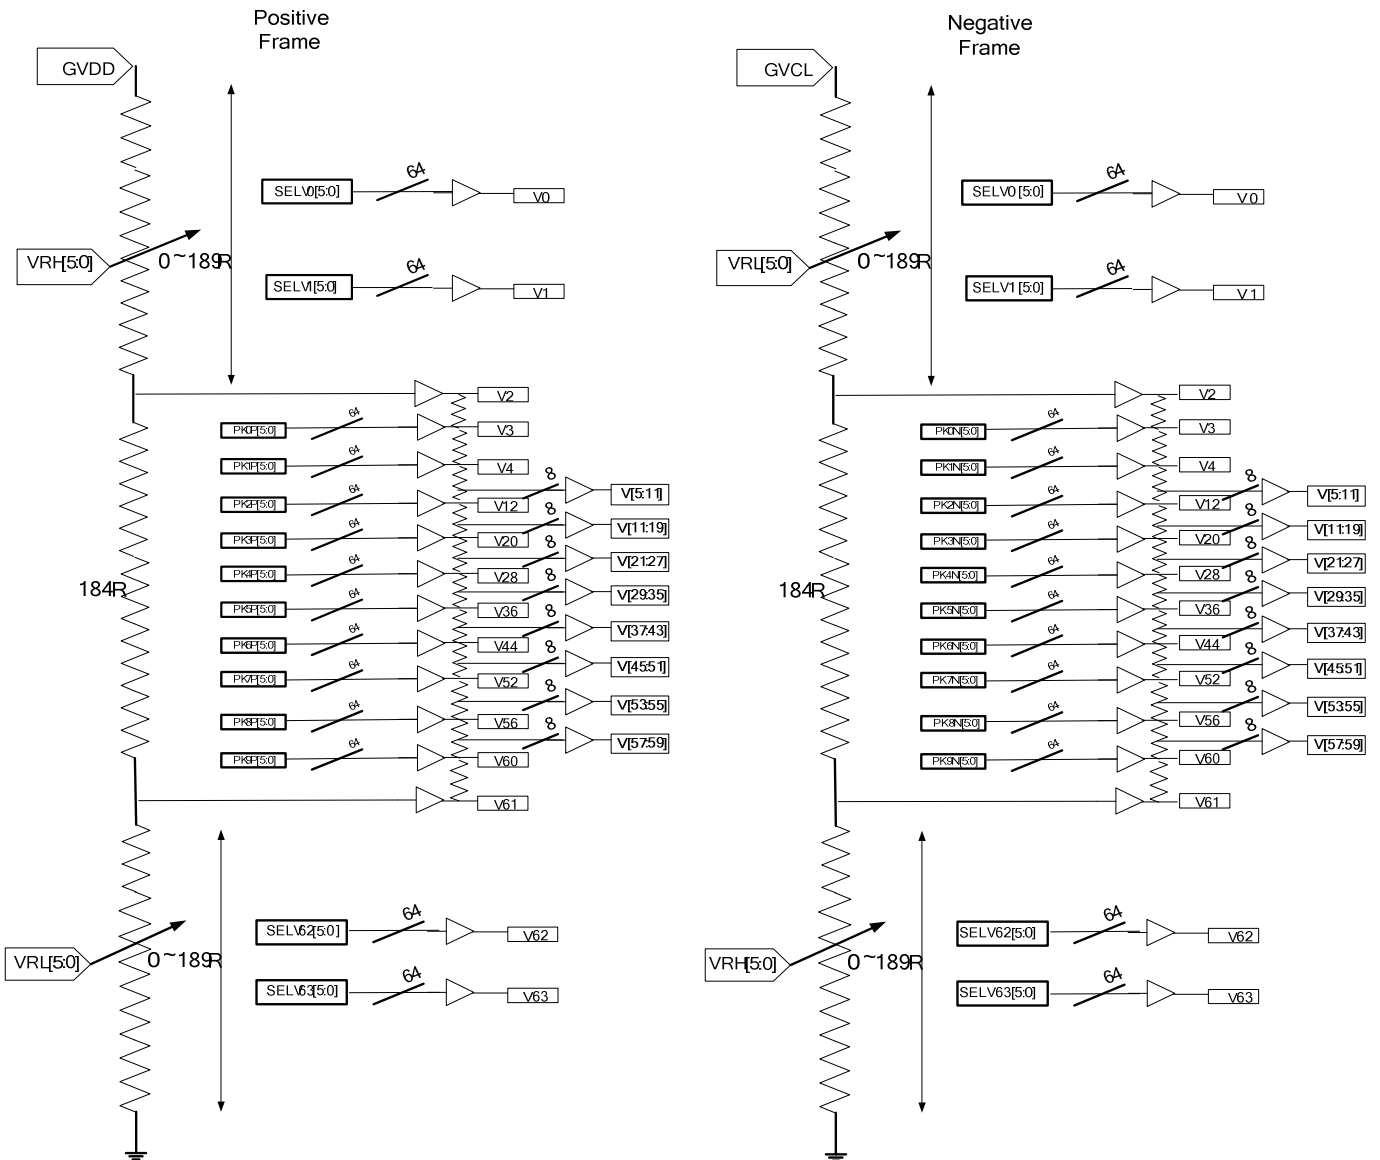 Positive
Frame
GVDD
SELV0[5:0]
64
V0
VRH[5:0]
0~189R
SELV1[5:0]
64
V1
V2
PK0P[5:0]
64
V3
PK1P[5:0]
64
V4
8
V[5:11]
PK2P[5:0]
64
V12
8
V[11:19]
PK3P[5:0]
64
V20
8
V[21:27]
PK4P[5:0]
64
V28
184R
8
V[29:35]
PK5P[5:0]
64
V36
8
V[37:43]
PK6P[5:0]
64
V44
8
V[45:51]
PK7P[5:0]
64
V52
8
V[53:55]
PK8P[5:0]
64
V56
8
V[57:59]
PK9P[5:0]
64
V60
V61
VRL[5:0]
0~189R
SELV62[5:0]
64
V62
SELV63[5:0]
64
V63
Negative
Frame
GVCL
SELV0[5:0]
64
V0
VRL[5:0]
0~189R
SELV1[5:0]
64
V1
V2
PK0N[5:0]
64
V3
PK1N[5:0]
64
V4
8
V[5:11]
PK2N[5:0]
64
V12
8
V[11:19]
PK3N[5:0]
64
V20
8
V[21:27]
PK4N[5:0]
64
V28
184R
8
V[29:35]
PK5N[5:0]
64
V36
8
V[37:43]
PK6N[5:0]
64
V44
8
V[45:51]
PK7N[5:0]
64
V52
8
V[53:55]
PK8N[5:0]
64
V56
8
V[57:59]
PK9N[5:0]
64
V60
V61
VRH[5:0]
0~189R
SELV62[5:0]
64
V62
SELV63[5:0]
64
V63